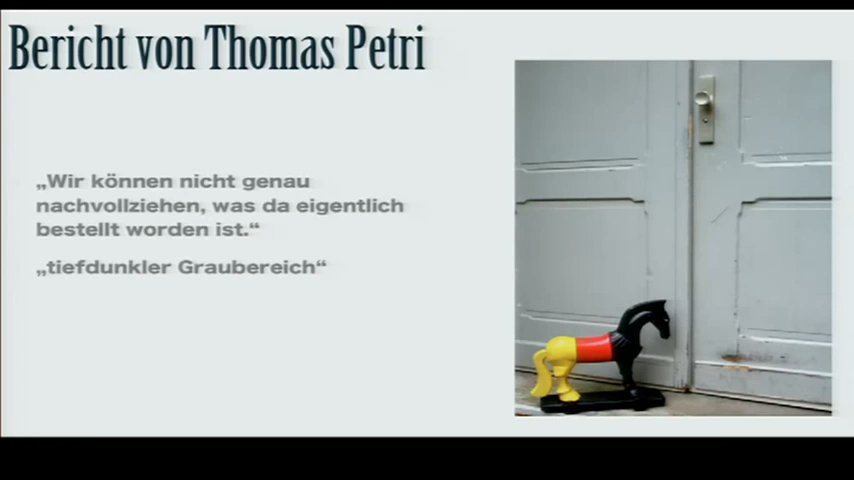 Bericht von Thomas Petri
„Wir können nicht genau
nachvollziehen, was da eigentlich
bestellt worden ist.“
„tiefdunkler Graubereich“